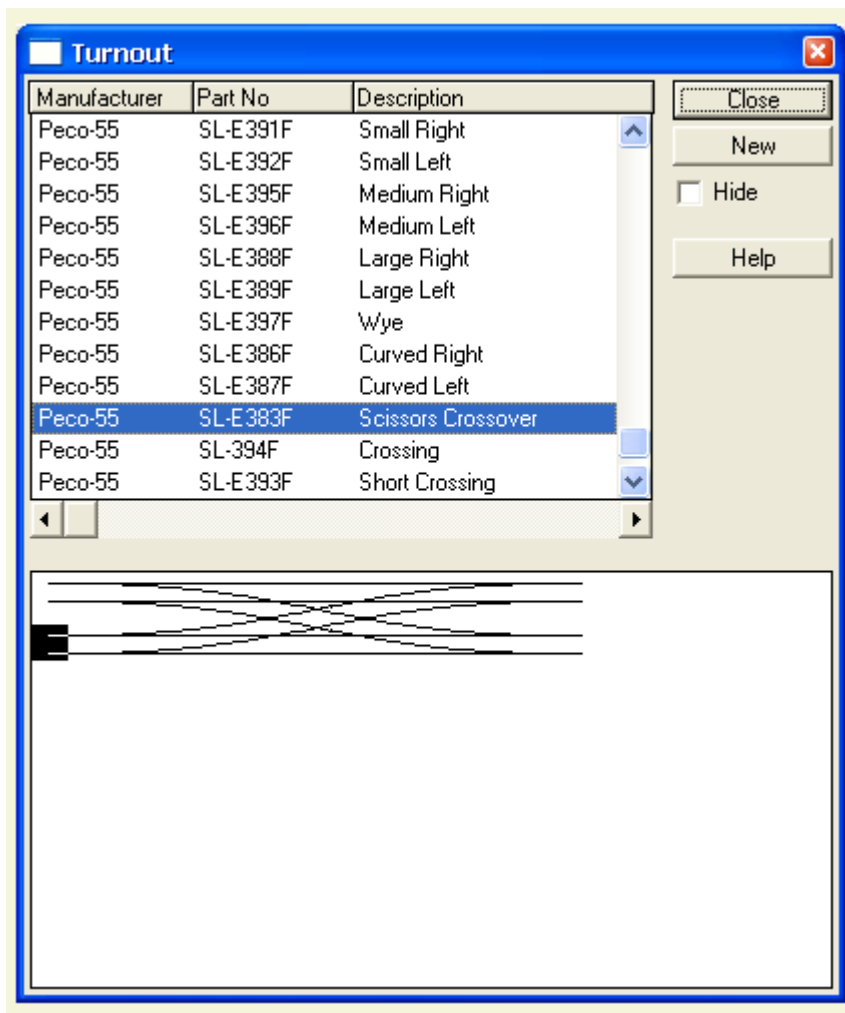 Turnout
Manufacturer Part No Description
Peco-55 SL-E391F Small Right
Peco-55 SL-E392F Small Left
Peco-55 SL-E395F Medium Right
Peco-55 SL-E396F Medium Left
Peco-55 SL-E388F Large Right
Peco-55 SL-E389F Large Left
Peco-55 SL-E397F Wye
Peco-55 SL-E386F Curved Right
Peco-55 SL-E387F Curved Left
Peco-55 SL-E383F Scissors Crossover
Peco-55 SL-394F Crossing
Peco-55 SL-E393F Short Crossing
Close
New
Hide
Help